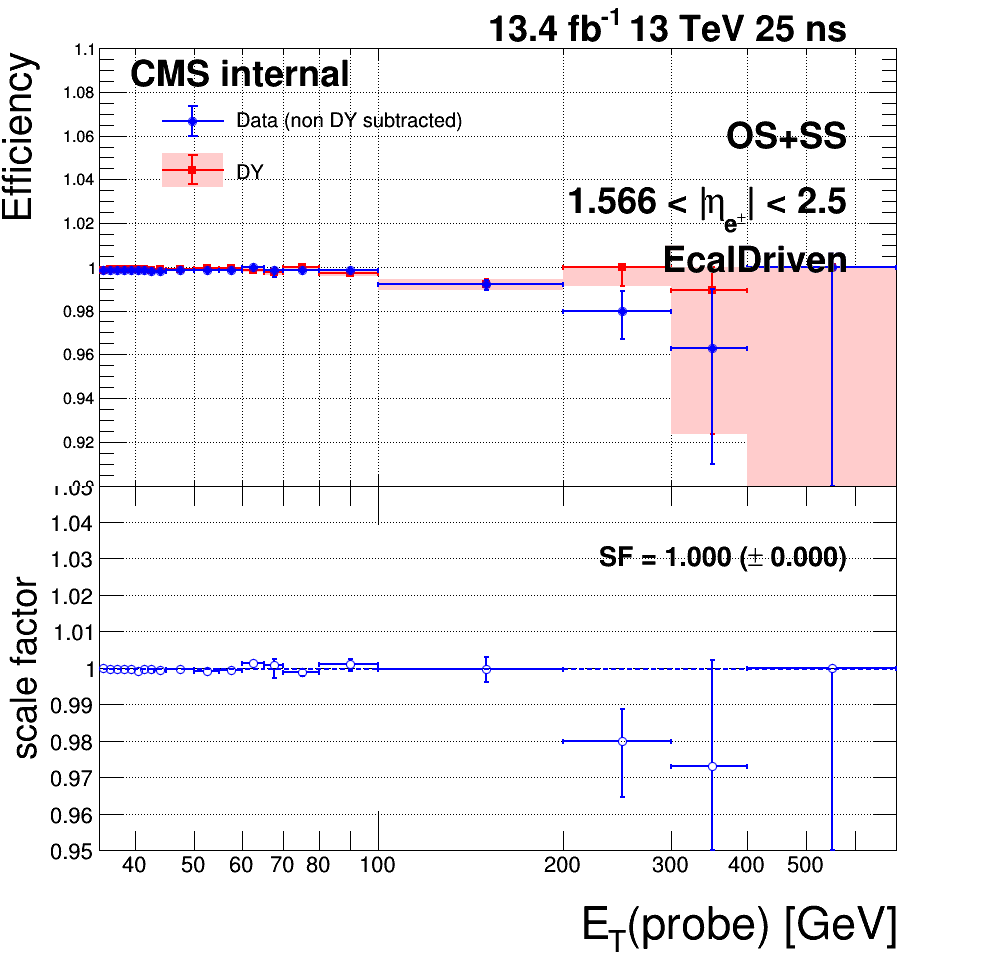 13.4 fb⁻¹ 13 TeV 25 ns
Efficiency
1.1
1.08
1.06
1.04
1.02
1
0.98
0.96
0.94
0.92
CMS internal
Data (non DY subtracted)
DY
OS+SS
1.566 < |η_e±| < 2.5
EcalDriven
scale factor
1.04
1.03
1.02
1.01
1
0.99
0.98
0.97
0.96
0.95
SF = 1.000 (± 0.000)
40 50 60 70 80 100 200 300 400 500
E_T(probe) [GeV]